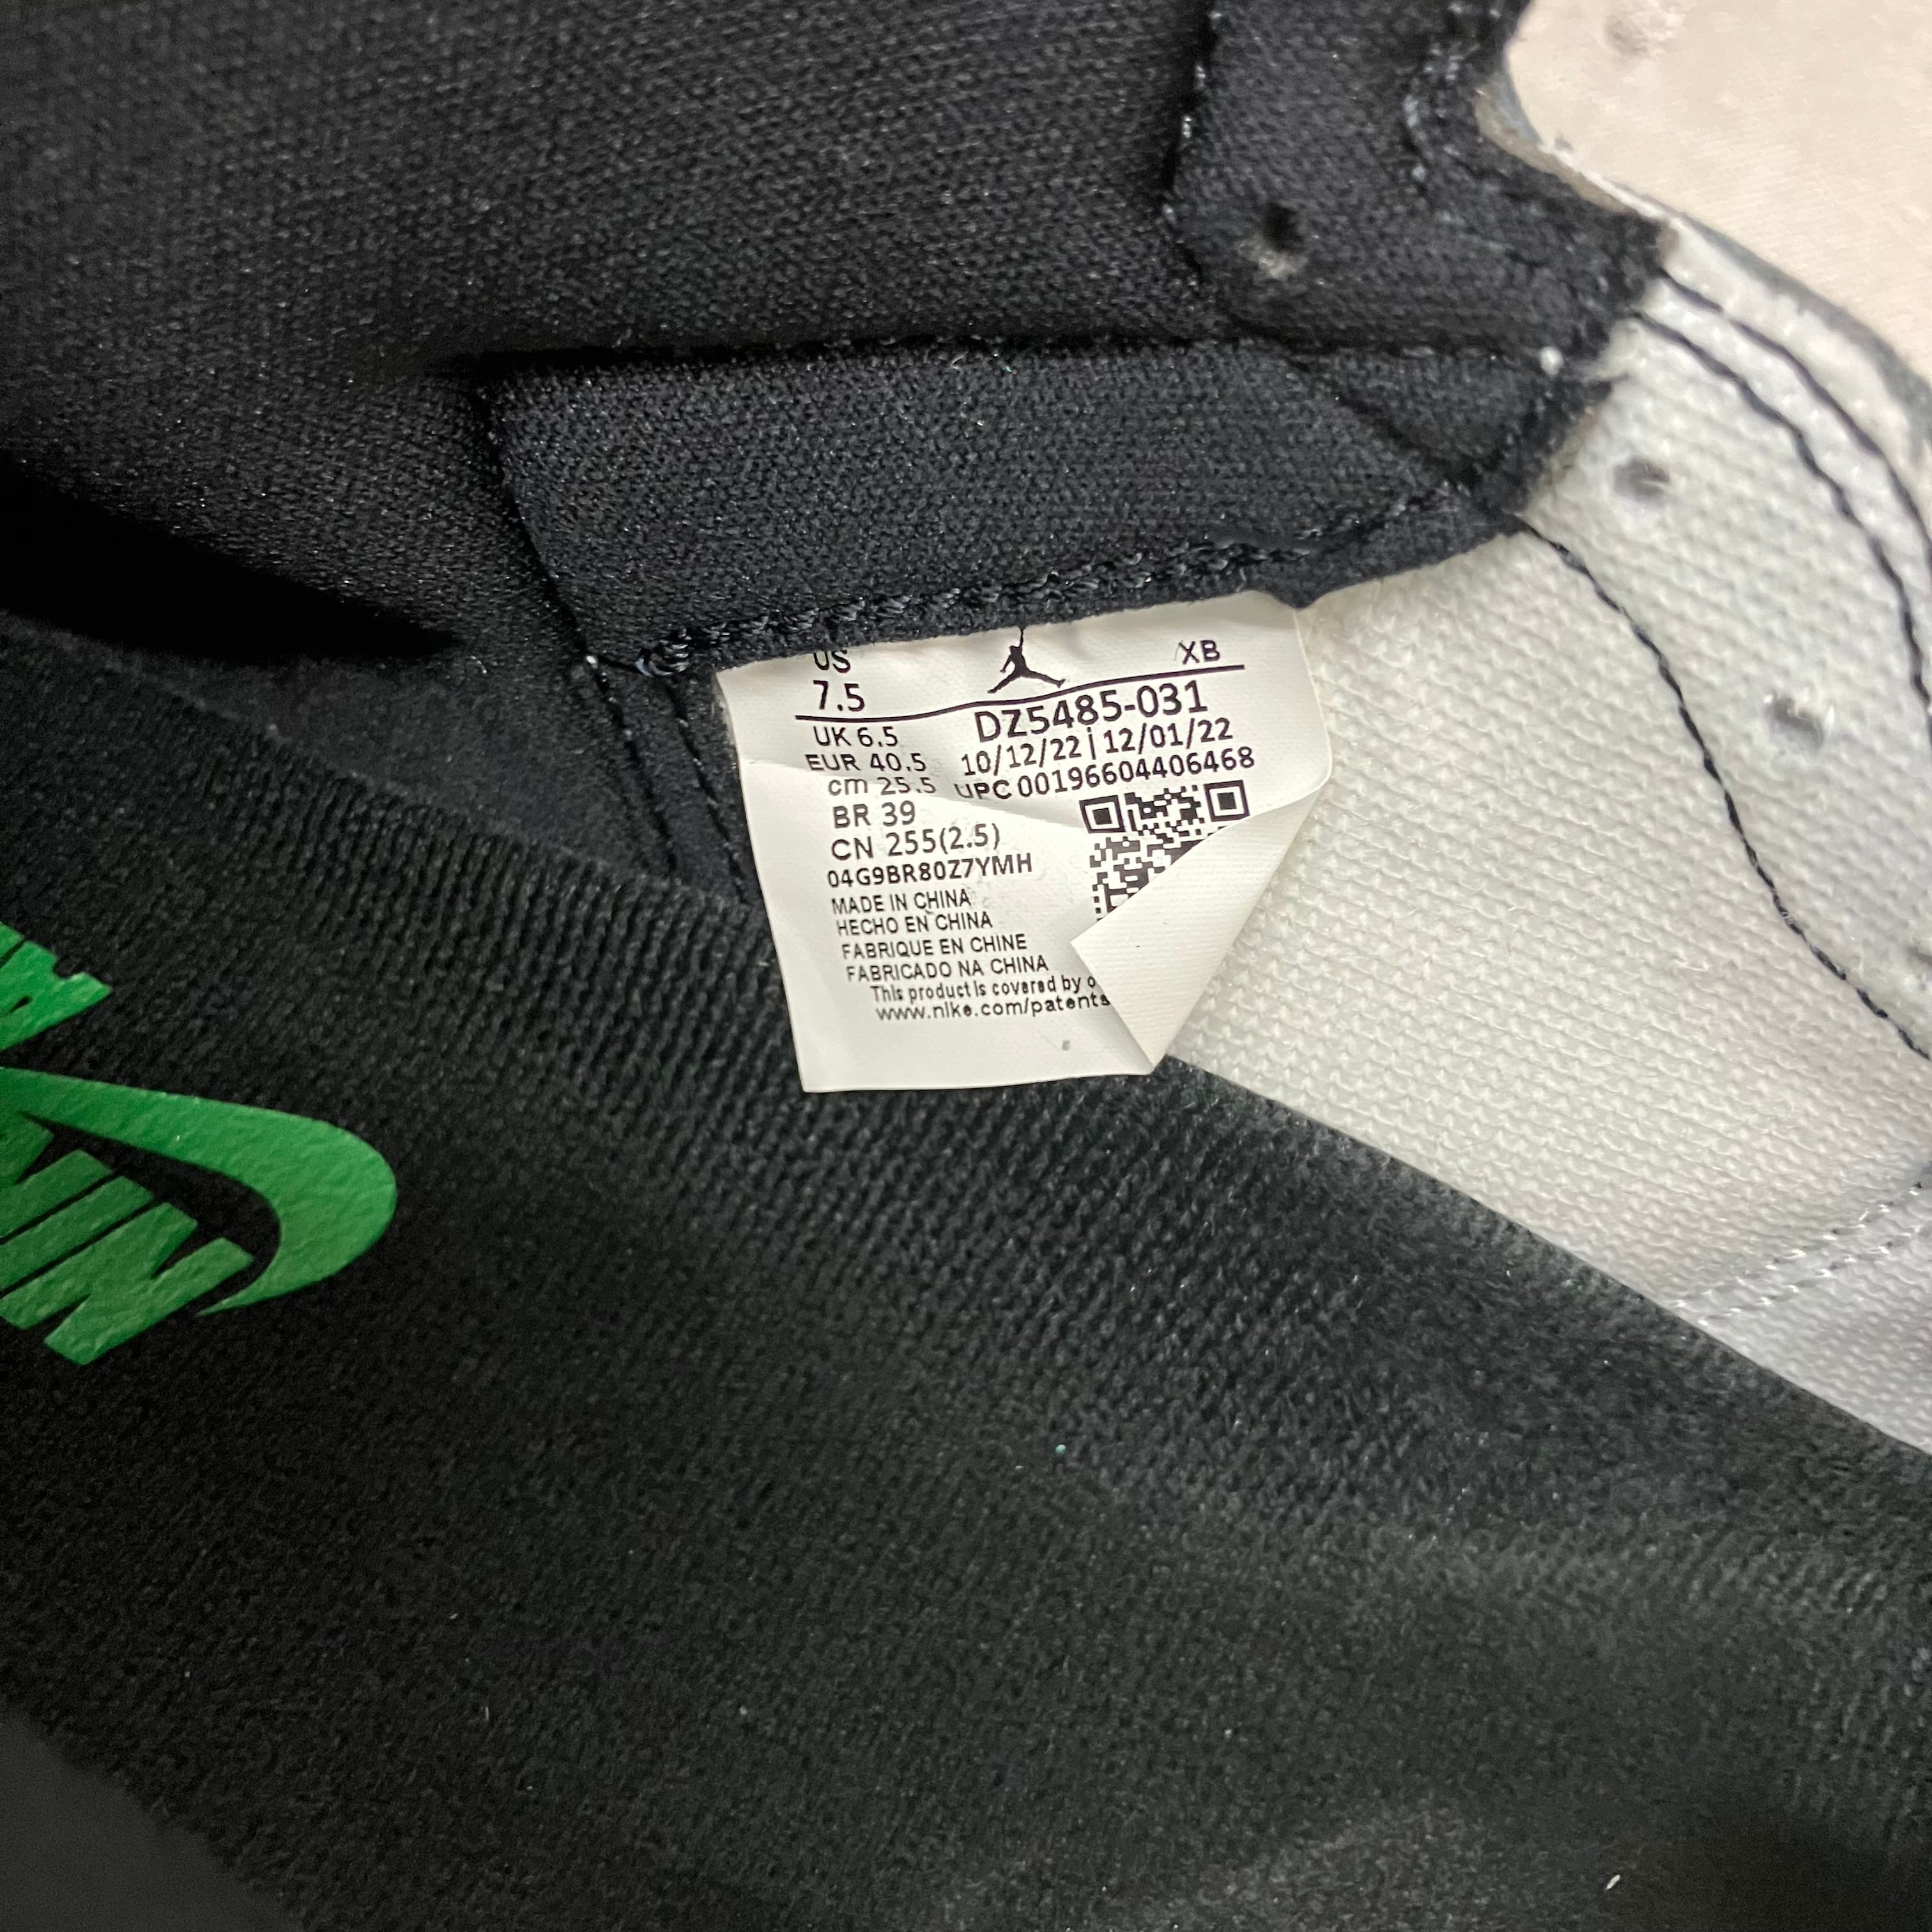 US
XB
7.5
DZ5485-031
UK 6.5
10/12/22 | 12/01/22
EUR 40.5
UPC 00196604406468
cm 25.5
BR 39
CN 255(2.5)
04G9BR80Z7YMH
MADE IN CHINA
HECHO EN CHINA
FABRIQUE EN CHINE
FABRICADO NA CHINA
This product is covered by
www.nike.com/patents